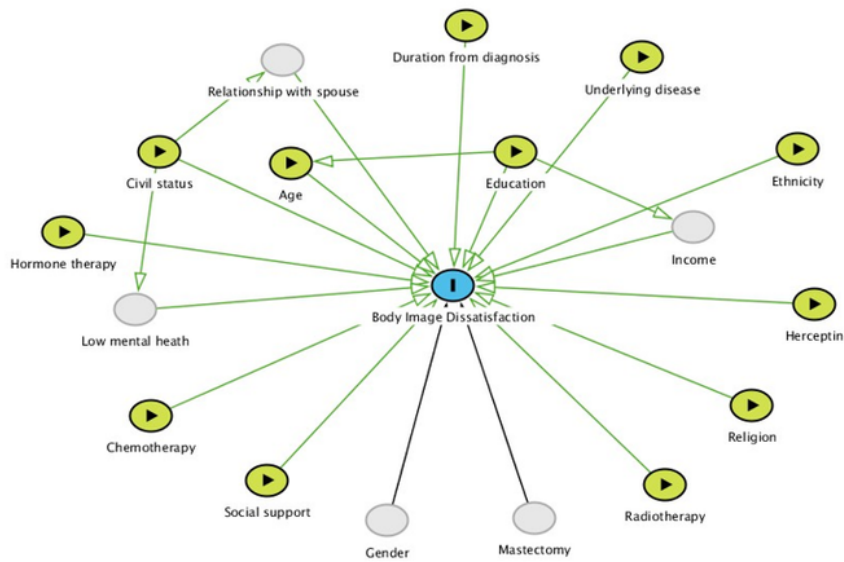 Duration from diagnosis
Relationship with spouse
Underlying disease
Civil status
Age
Education
Ethnicity
Hormone therapy
Income
Body Image Dissatisfaction
Low mental heath
Herceptin
Chemotherapy
Religion
Social support
Radiotherapy
Gender
Mastectomy